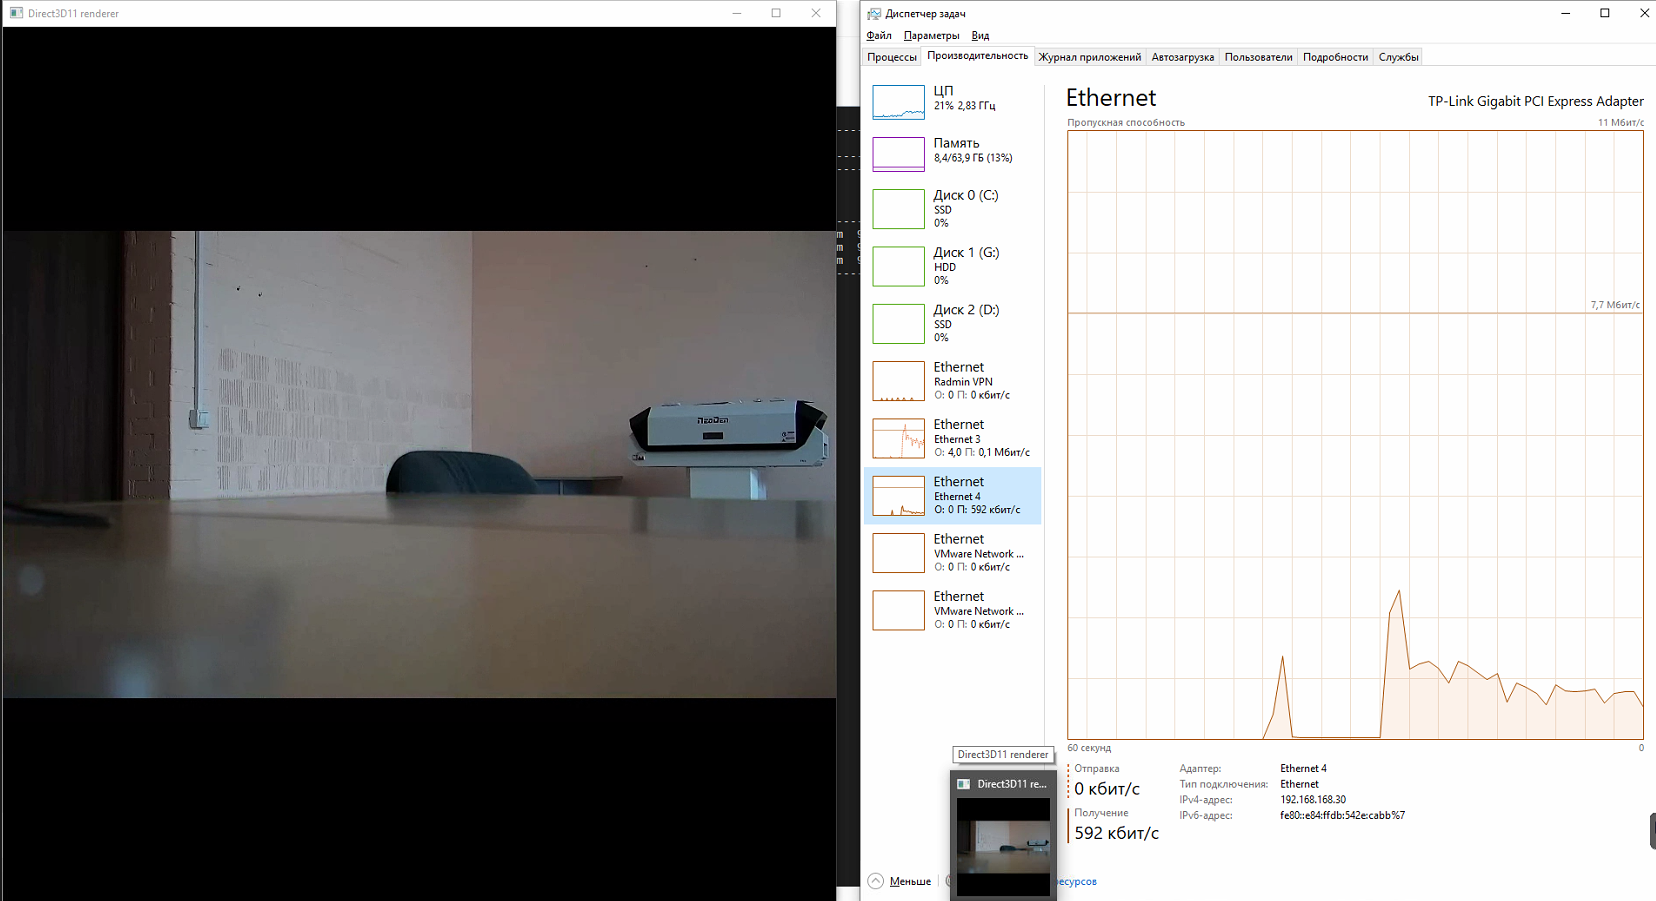 Direct3D11 renderer
NEODEN
m
m
m
Диспетчер задач
Файл Параметры Вид
Процессы Производительность Журнал приложений Автозагрузка Пользователи Подробности Службы
ЦП
21% 2,83 ГГц
Память
8,4/63,9 ГБ (13%)
Диск 0 (C:)
SSD
0%
Диск 1 (G:)
HDD
0%
Диск 2 (D:)
SSD
0%
Ethernet
Radmin VPN
О: 0 П: 0 кбит/с
Ethernet
Ethernet 3
О: 4,0 П: 0,1 Мбит/с
Ethernet
Ethernet 4
О: 0 П: 592 кбит/с
Ethernet
VMware Network ...
О: 0 П: 0 кбит/с
Ethernet
VMware Network ...
О: 0 П: 0 кбит/с
Ethernet TP-Link Gigabit PCI Express Adapter
Пропускная способность 11 Мбит/с
7,7 Мбит/с
60 секунд 0
Отправка
0 кбит/с
Получение
592 кбит/с
Адаптер: Ethernet 4
Тип подключения: Ethernet
IPv4-адрес: 192.168.168.30
IPv6-адрес: fe80::e84:ffdb:542e:cabb%7
Direct3D11 renderer
Direct3D11 re...
Меньше
ресурсов